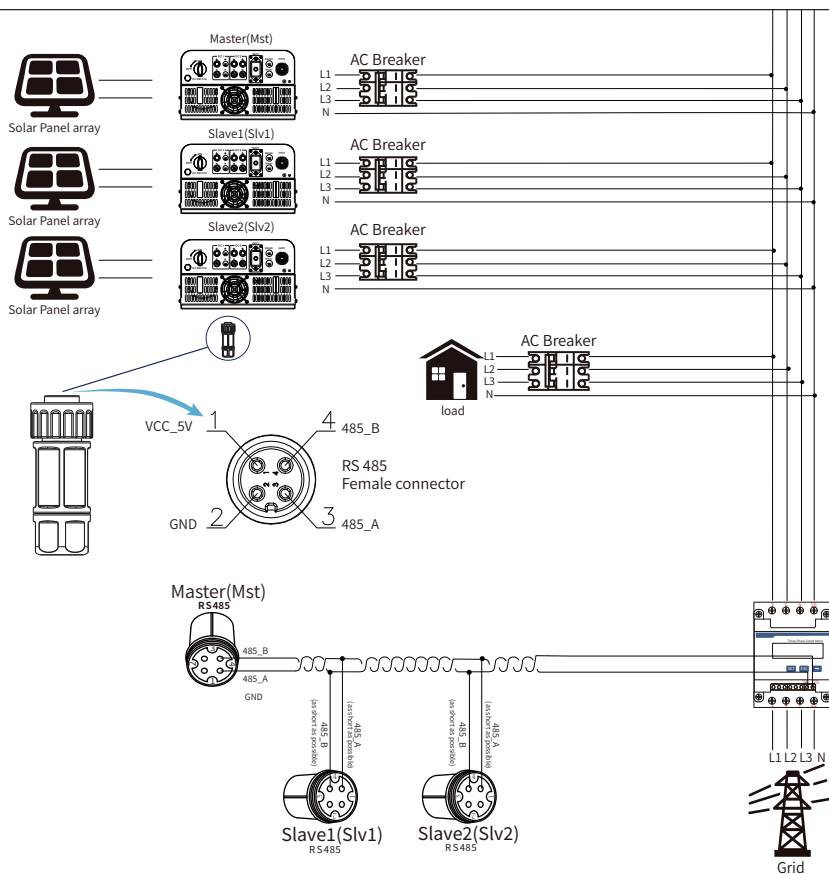 Master(Mst)
AC Breaker
L1
L2
L3
N
Solar Panel array
Slave1(Slv1)
AC Breaker
L1
L2
L3
N
Solar Panel array
Slave2(Slv2)
AC Breaker
L1
L2
L3
N
Solar Panel array
AC Breaker
L1
L2
L3
N
load
VCC_5V
1
4
485_B
RS 485
Female connector
GND
2
3
485_A
1
4
2
3
Master(Mst)
RS485
485_B
485_A
GND
485_B
(as short as possible)
485_A
(as short as possible)
485_B
(as short as possible)
485_A
(as short as possible)
Slave1(Slv1)
RS485
Slave2(Slv2)
RS485
L1 L2 L3 N
Grid